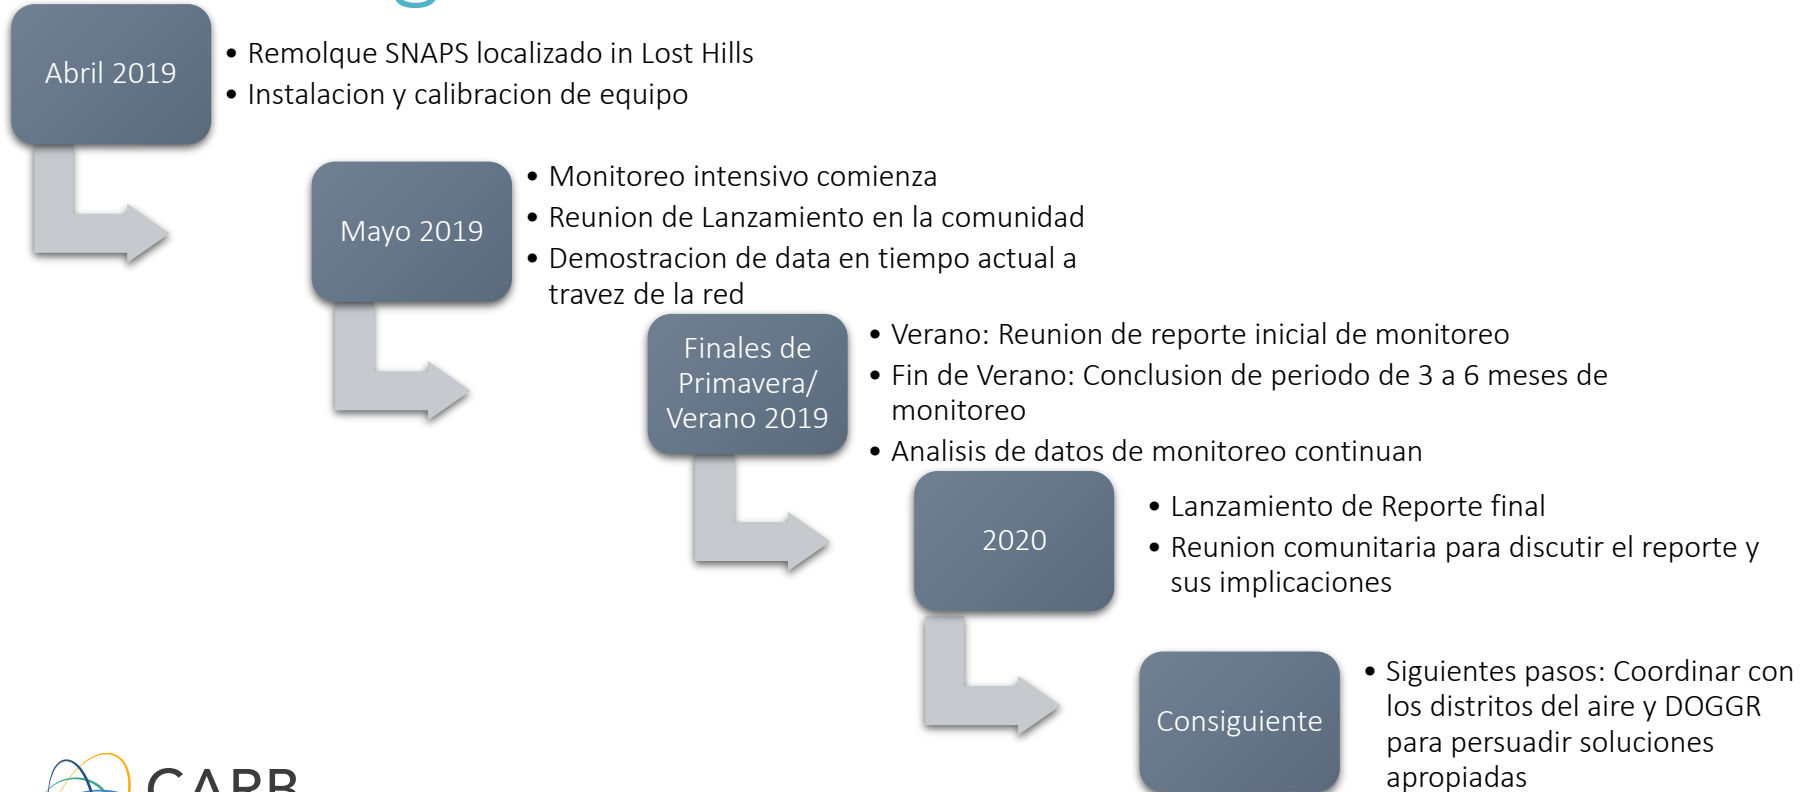 Abril 2019
• Remolque SNAPS localizado in Lost Hills
• Instalacion y calibracion de equipo
Mayo 2019
• Monitoreo intensivo comienza
• Reunion de Lanzamiento en la comunidad
• Demostracion de data en tiempo actual a
travez de la red
Finales de
Primavera/
Verano 2019
• Verano: Reunion de reporte inicial de monitoreo
• Fin de Verano: Conclusion de periodo de 3 a 6 meses de
monitoreo
• Analisis de datos de monitoreo continuan
2020
• Lanzamiento de Reporte final
• Reunion comunitaria para discutir el reporte y
sus implicaciones
Consiguiente
• Siguientes pasos: Coordinar con
los distritos del aire y DOGGR
para persuadir soluciones
apropiadas
CARB